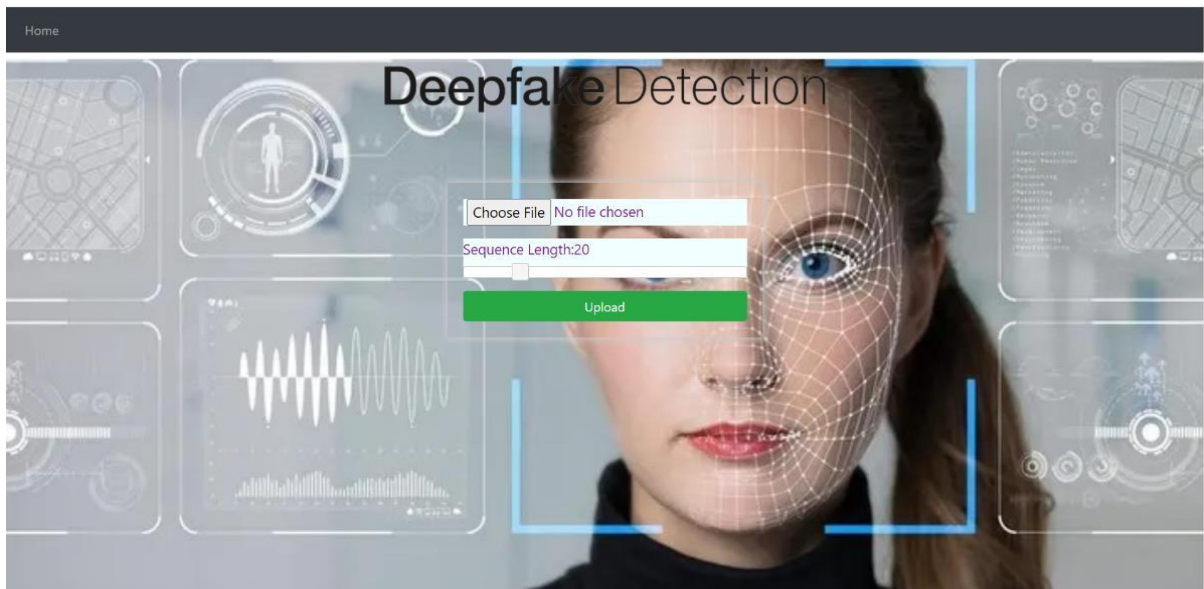 Home
Deepfake Detection
Choose File No file chosen
Sequence Length:20
Upload